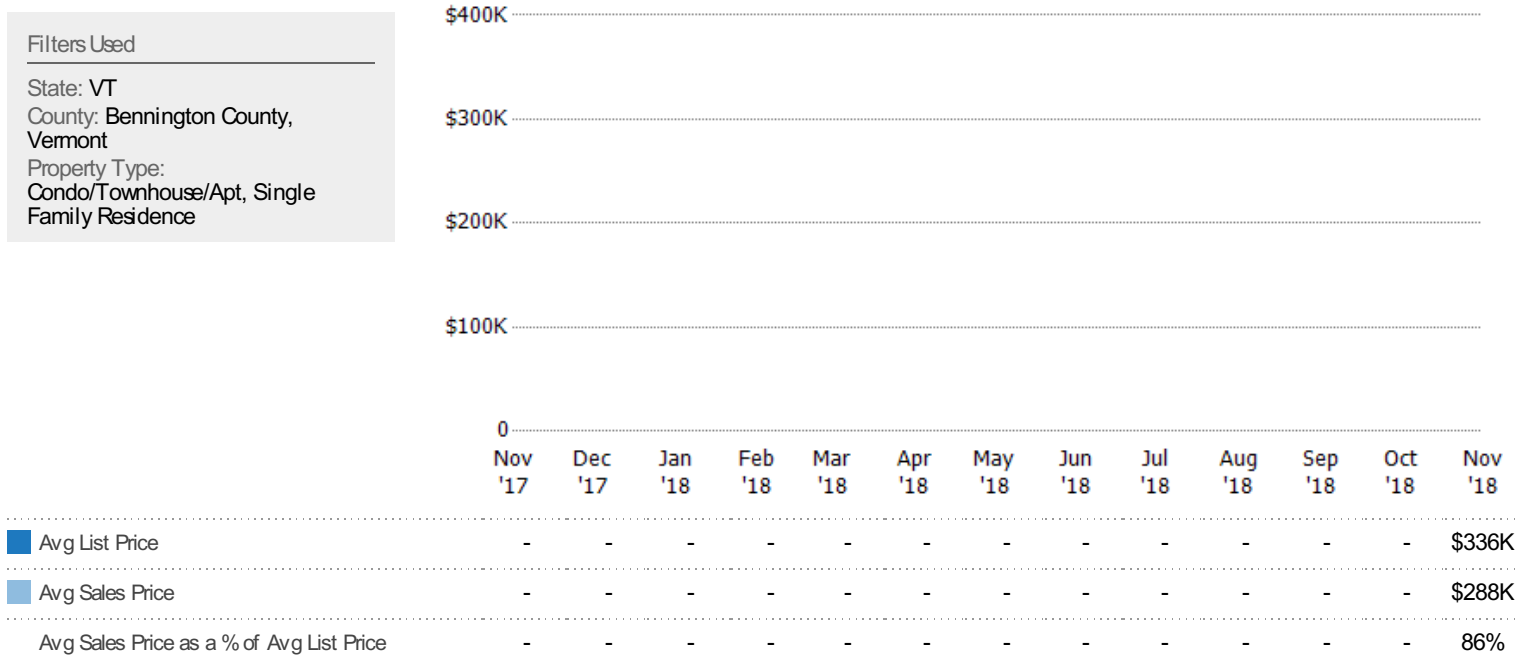 Filters Used
State: VT
County: Bennington County,
Vermont
Property Type:
Condo/Townhouse/Apt, Single
Family Residence
$400K
$300K
$200K
$100K
0
Nov Dec Jan Feb Mar Apr May Jun Jul Aug Sep Oct Nov
'17 '17 '18 '18 '18 '18 '18 '18 '18 '18 '18 '18 '18
Avg List Price - - - - - - - - - - - - $336K
Avg Sales Price - - - - - - - - - - - - $288K
Avg Sales Price as a % of Avg List Price - - - - - - - - - - - - 86%